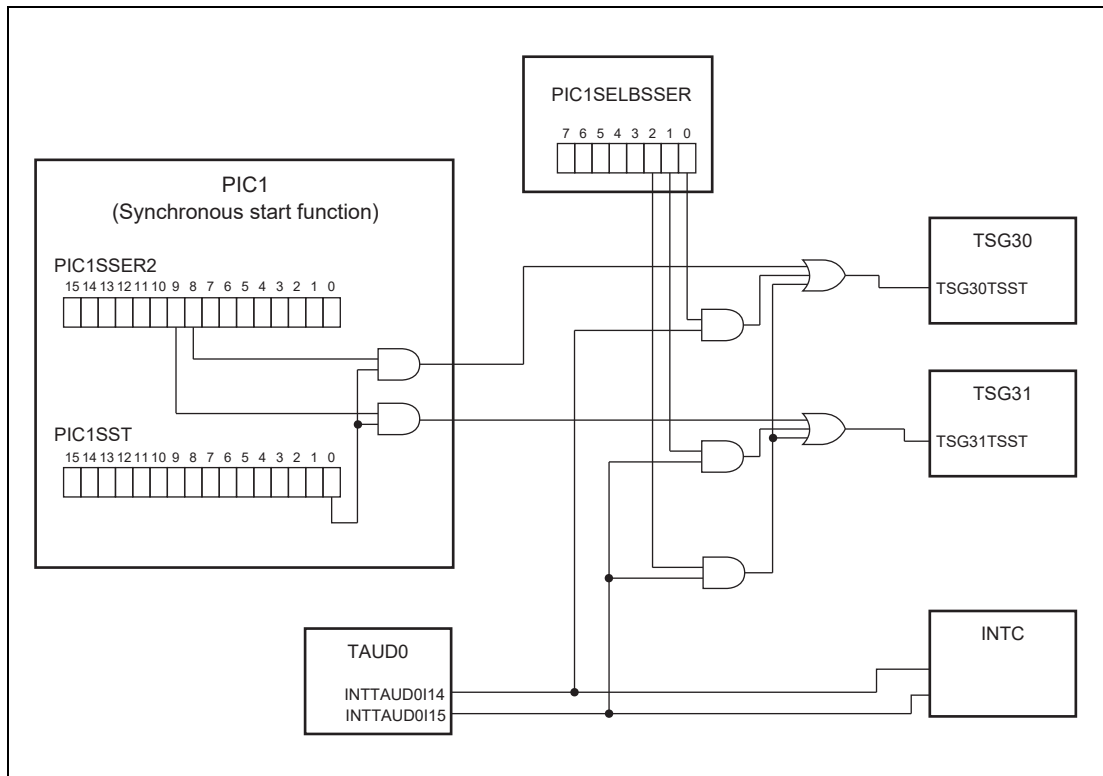 PIC1SELBSSER
7 6 5 4 3 2 1 0
PIC1
(Synchronous start function)
PIC1SSER2
15 14 13 12 11 10 9 8 7 6 5 4 3 2 1 0
PIC1SST
15 14 13 12 11 10 9 8 7 6 5 4 3 2 1 0
TSG30
TSG30TSST
TSG31
TSG31TSST
TAUD0
INTTAUD0I14
INTTAUD0I15
INTC